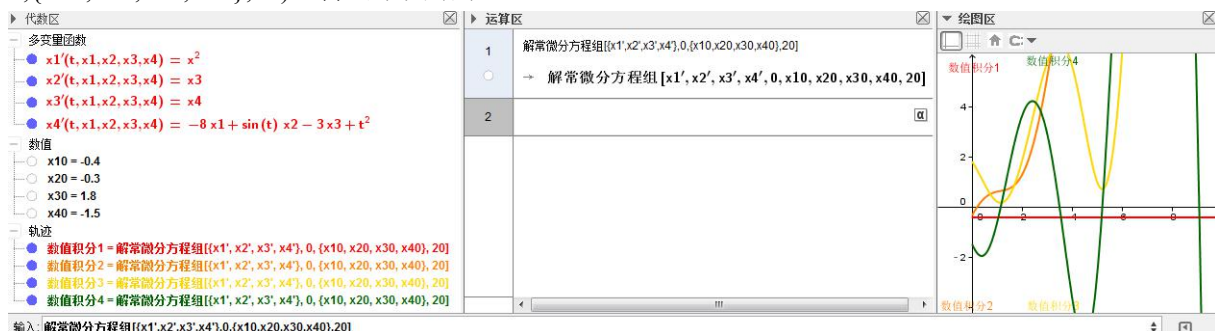 代数区
多变量函数
x1′(t,x1,x2,x3,x4) = x²
x2′(t,x1,x2,x3,x4) = x3
x3′(t,x1,x2,x3,x4) = x4
x4′(t,x1,x2,x3,x4) = −8 x1 + sin(t) x2 − 3 x3 + t²
数值
x10 = -0.4
x20 = -0.3
x30 = 1.8
x40 = -1.5
轨迹
数值积分1 = 解常微分方程组[{x1', x2', x3', x4'}, 0, {x10, x20, x30, x40}, 20]
数值积分2 = 解常微分方程组[{x1', x2', x3', x4'}, 0, {x10, x20, x30, x40}, 20]
数值积分3 = 解常微分方程组[{x1', x2', x3', x4'}, 0, {x10, x20, x30, x40}, 20]
数值积分4 = 解常微分方程组[{x1', x2', x3', x4'}, 0, {x10, x20, x30, x40}, 20]
运算区
1
解常微分方程组[{x1',x2',x3',x4'},0,{x10,x20,x30,x40},20]
→ 解常微分方程组[x1′, x2′, x3′, x4′, 0, x10, x20, x30, x40, 20]
2
α
绘图区
数值积分1
数值积分4
4
2
0
0 2 4 6 8
-2
数值积分2
数值积分3
输入: 解常微分方程组[{x1',x2',x3',x4'},0,{x10,x20,x30,x40},20]